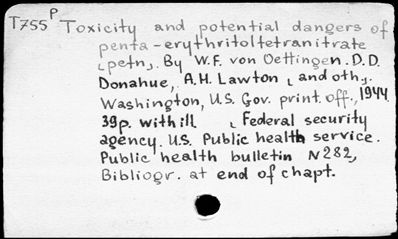 T755 P Toxicity and potential dangers of
penta-erythritoltetranitrate
[petn]. By W.F. von Oettingen. D.D.
Donahue, A.H. Lawton [and oth.].
Washington, U.S. Gov. print. off., 1944
39p. with ill [Federal security
agency. U.S. Public health service.
Public health bulletin N282,
Bibliogr. at end of chapt.